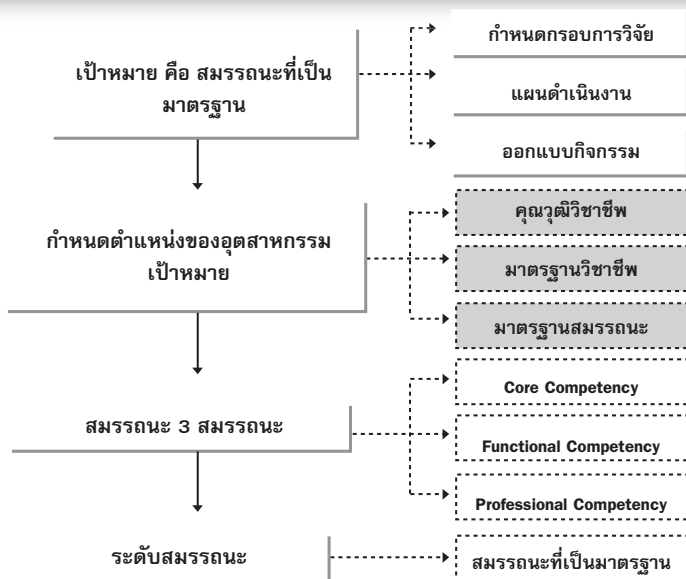 เป้าหมาย คือ สมรรถนะที่เป็น
มาตรฐาน
กำหนดกรอบการวิจัย
แผนดำเนินงาน
ออกแบบกิจกรรม
กำหนดตำแหน่งของอุตสาหกรรม
เป้าหมาย
คุณวุฒิวิชาชีพ
มาตรฐานวิชาชีพ
มาตรฐานสมรรถนะ
สมรรถนะ 3 สมรรถนะ
Core Competency
Functional Competency
Professional Competency
ระดับสมรรถนะ
สมรรถนะที่เป็นมาตรฐาน